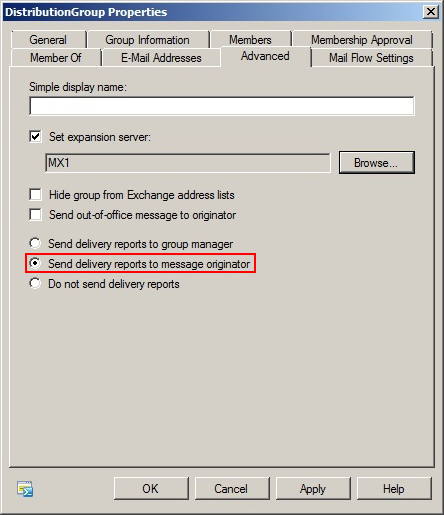 DistributionGroup Properties
General Group Information Members Membership Approval
Member Of E-Mail Addresses Advanced Mail Flow Settings
Simple display name:
Set expansion server:
MX1 Browse...
Hide group from Exchange address lists
Send out-of-office message to originator
Send delivery reports to group manager
Send delivery reports to message originator
Do not send delivery reports
OK Cancel Apply Help